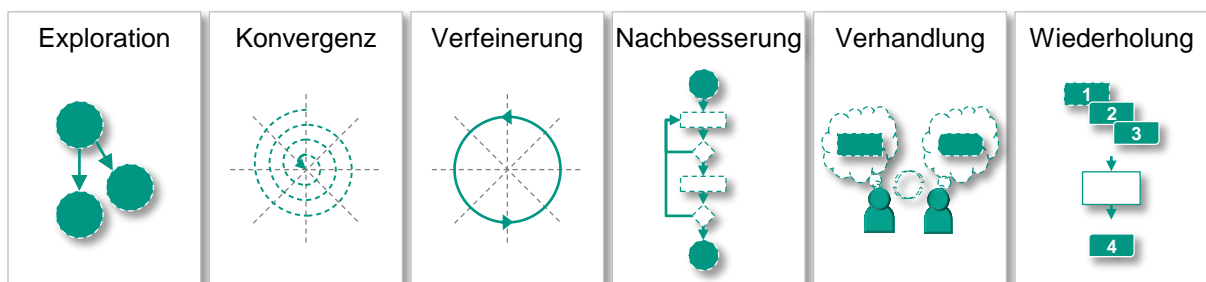 Exploration
Konvergenz
Verfeinerung
Nachbesserung
Verhandlung
Wiederholung
1
2
3
4